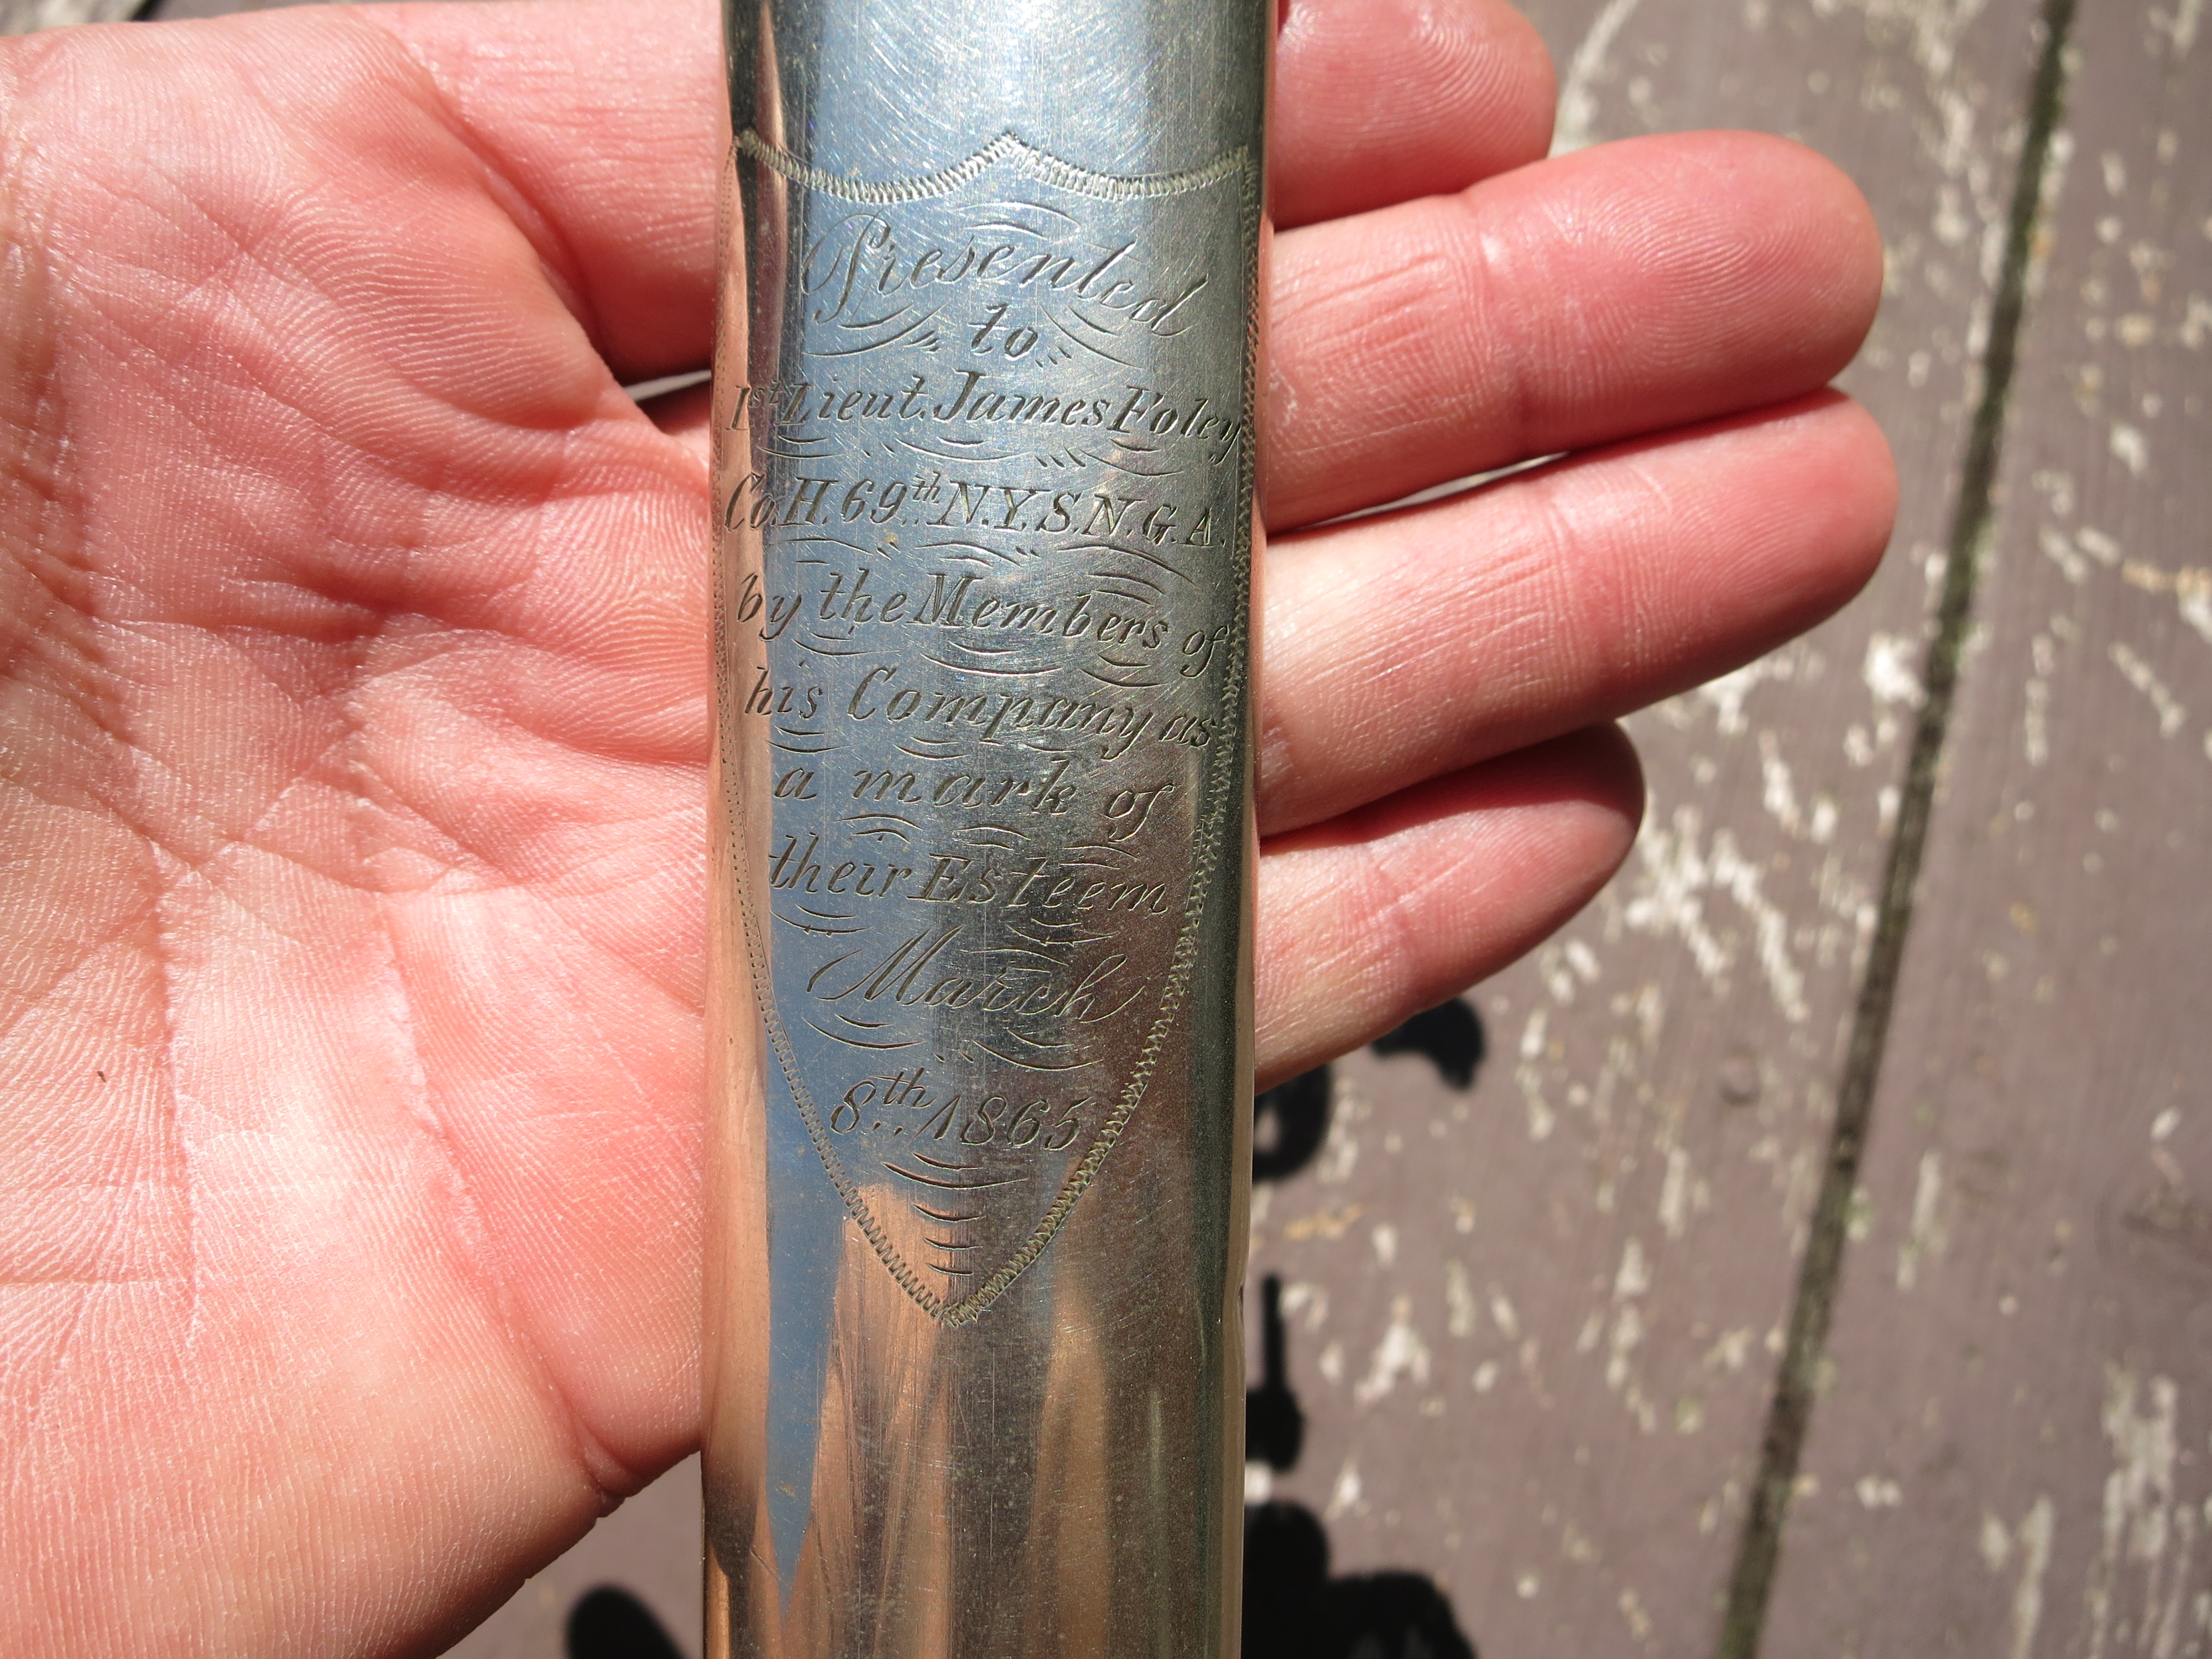 Presented
to
1st Lieut. James Foley
Co. H. 69th N.Y.S.N.G.A.
by the Members of
his Company as
a mark of
their Esteem
March
8th 1865